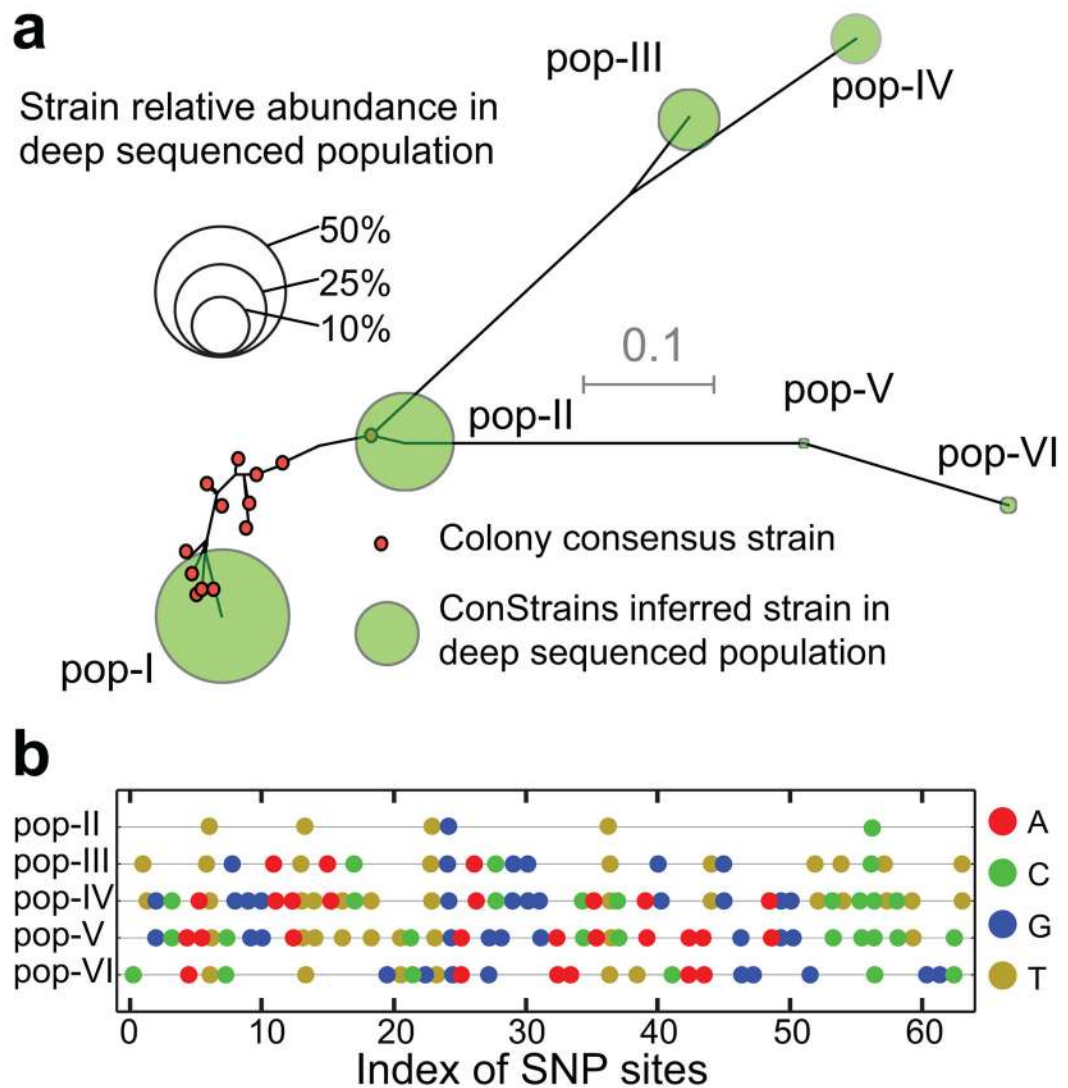 a
pop-III
pop-IV
Strain relative abundance in
deep sequenced population
50%
25%
10%
0.1
pop-II
pop-V
pop-VI
Colony consensus strain
ConStrains inferred strain in
deep sequenced population
pop-I
b
pop-II
pop-III
pop-IV
pop-V
pop-VI
A
C
G
T
0 10 20 30 40 50 60
Index of SNP sites